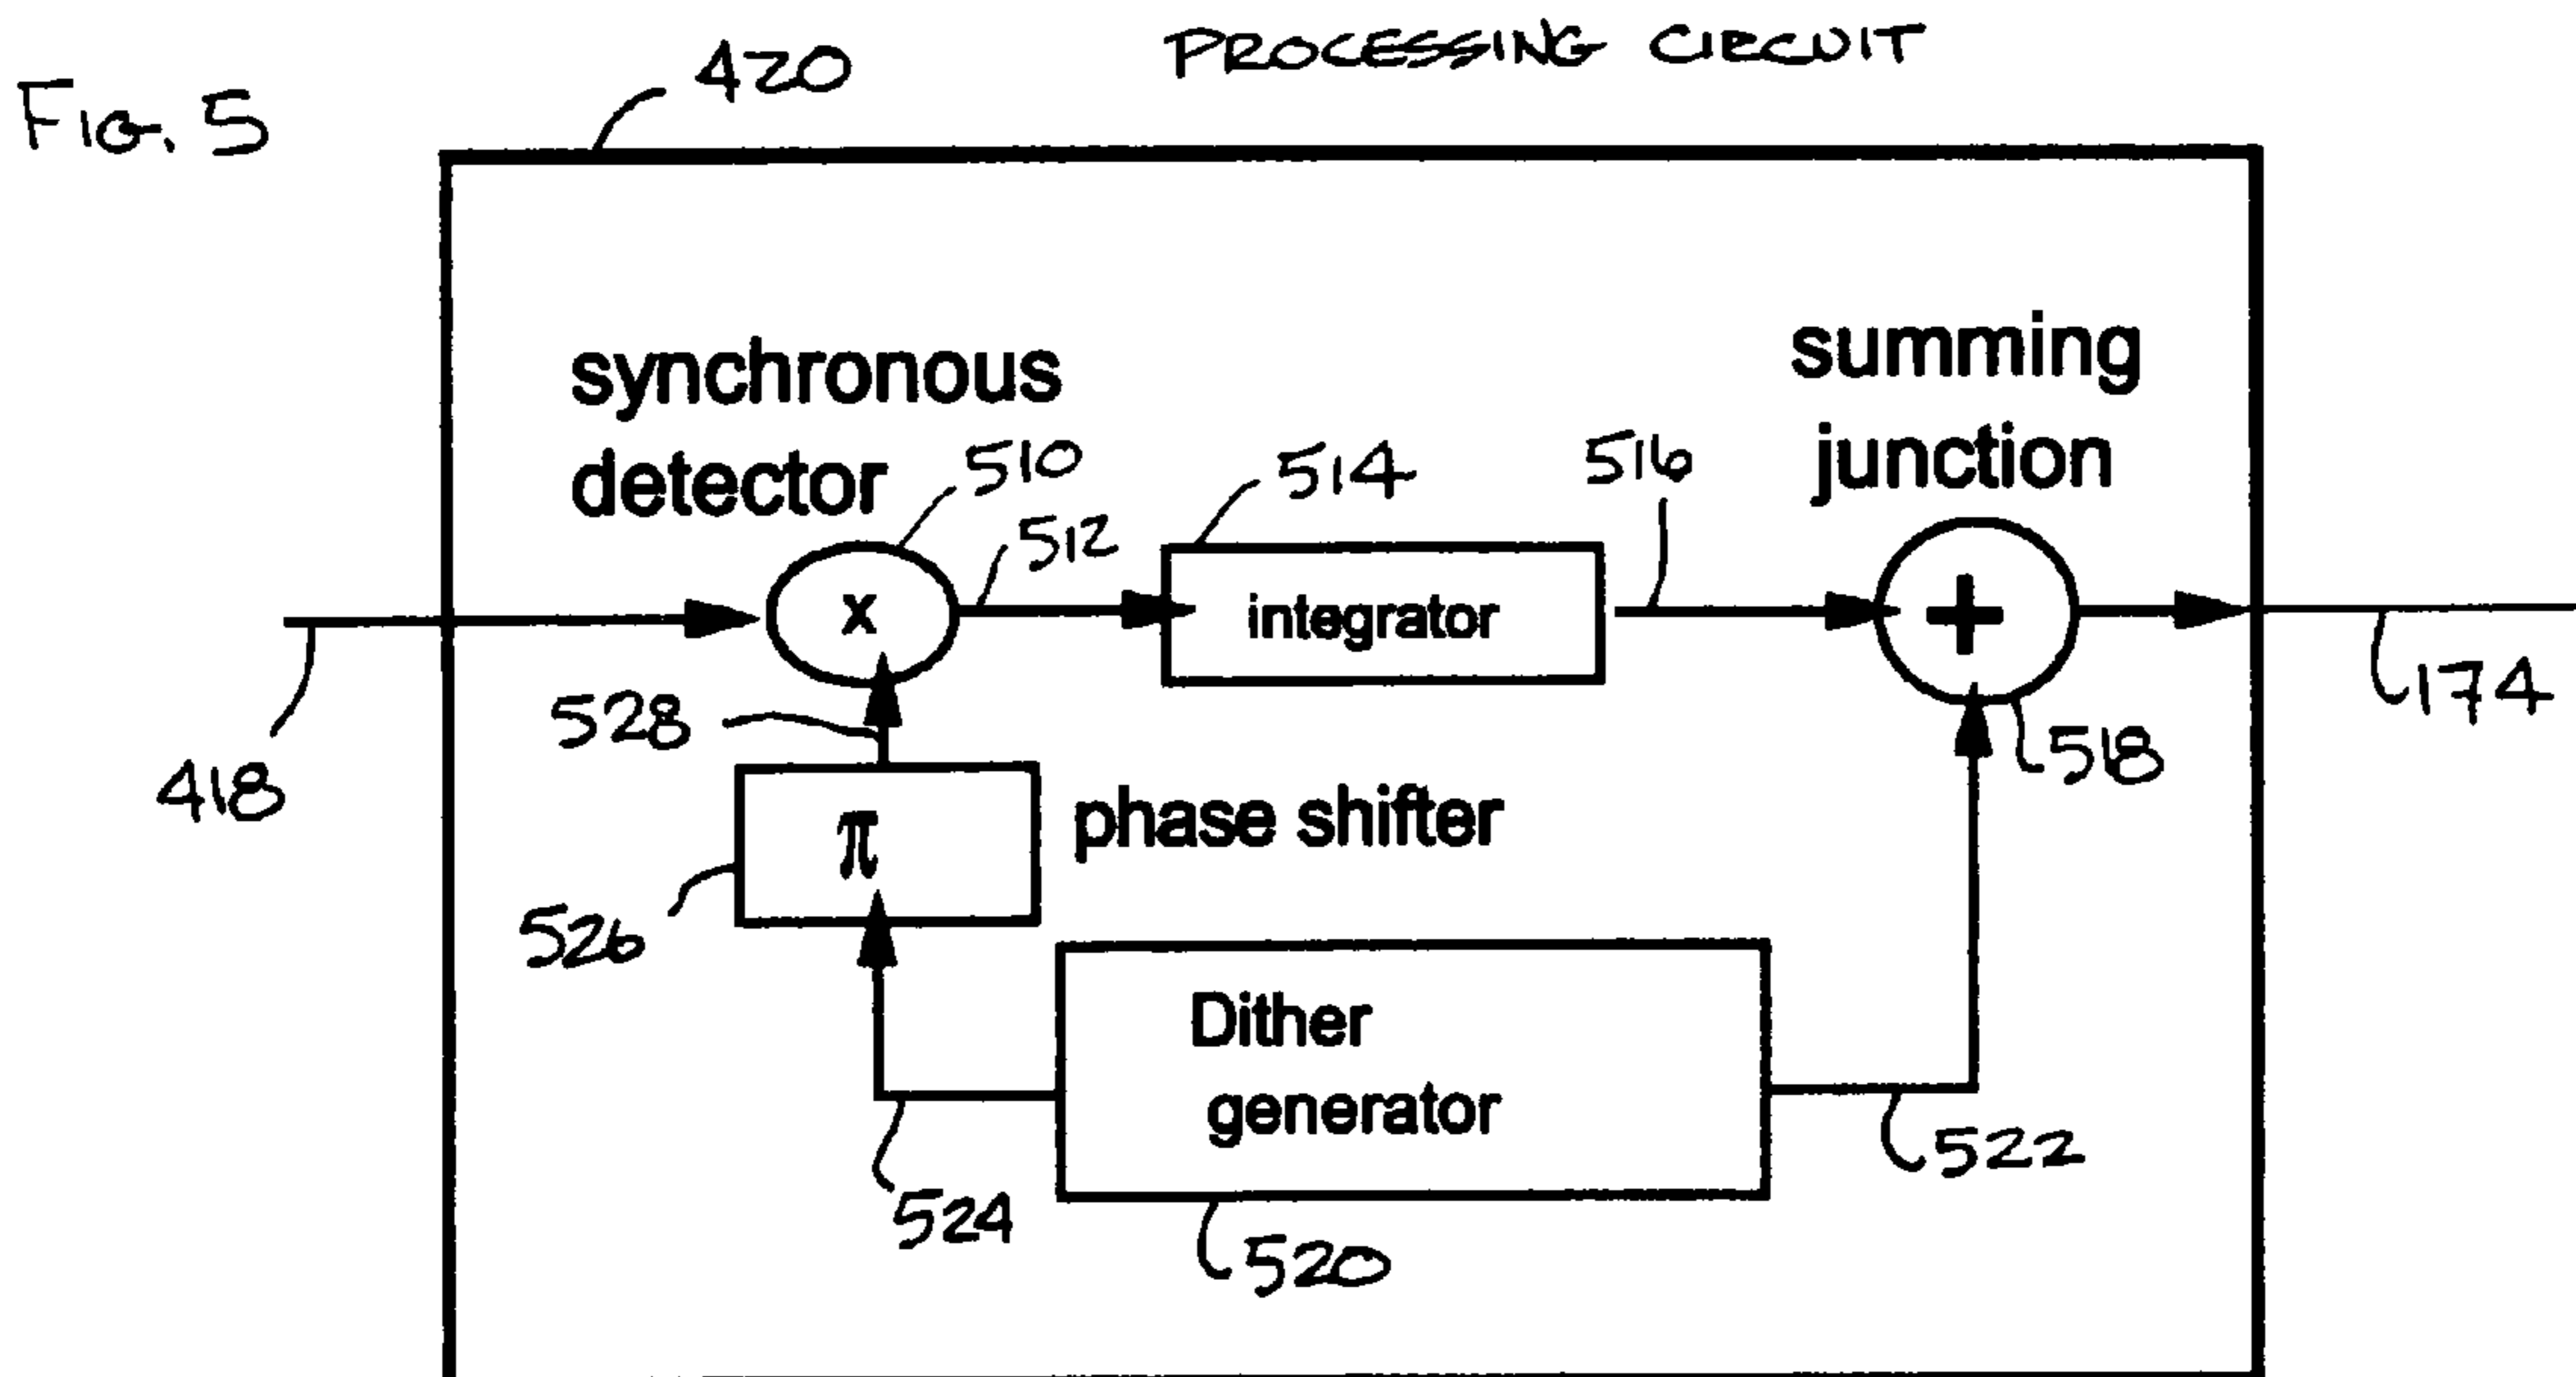 PROCESSING CIRCUIT
Fig. 5
420
synchronous
detector
summing
junction
510
512
514
516
x
integrator
+
418
528
174
518
π
phase shifter
526
Dither
generator
524
520
522